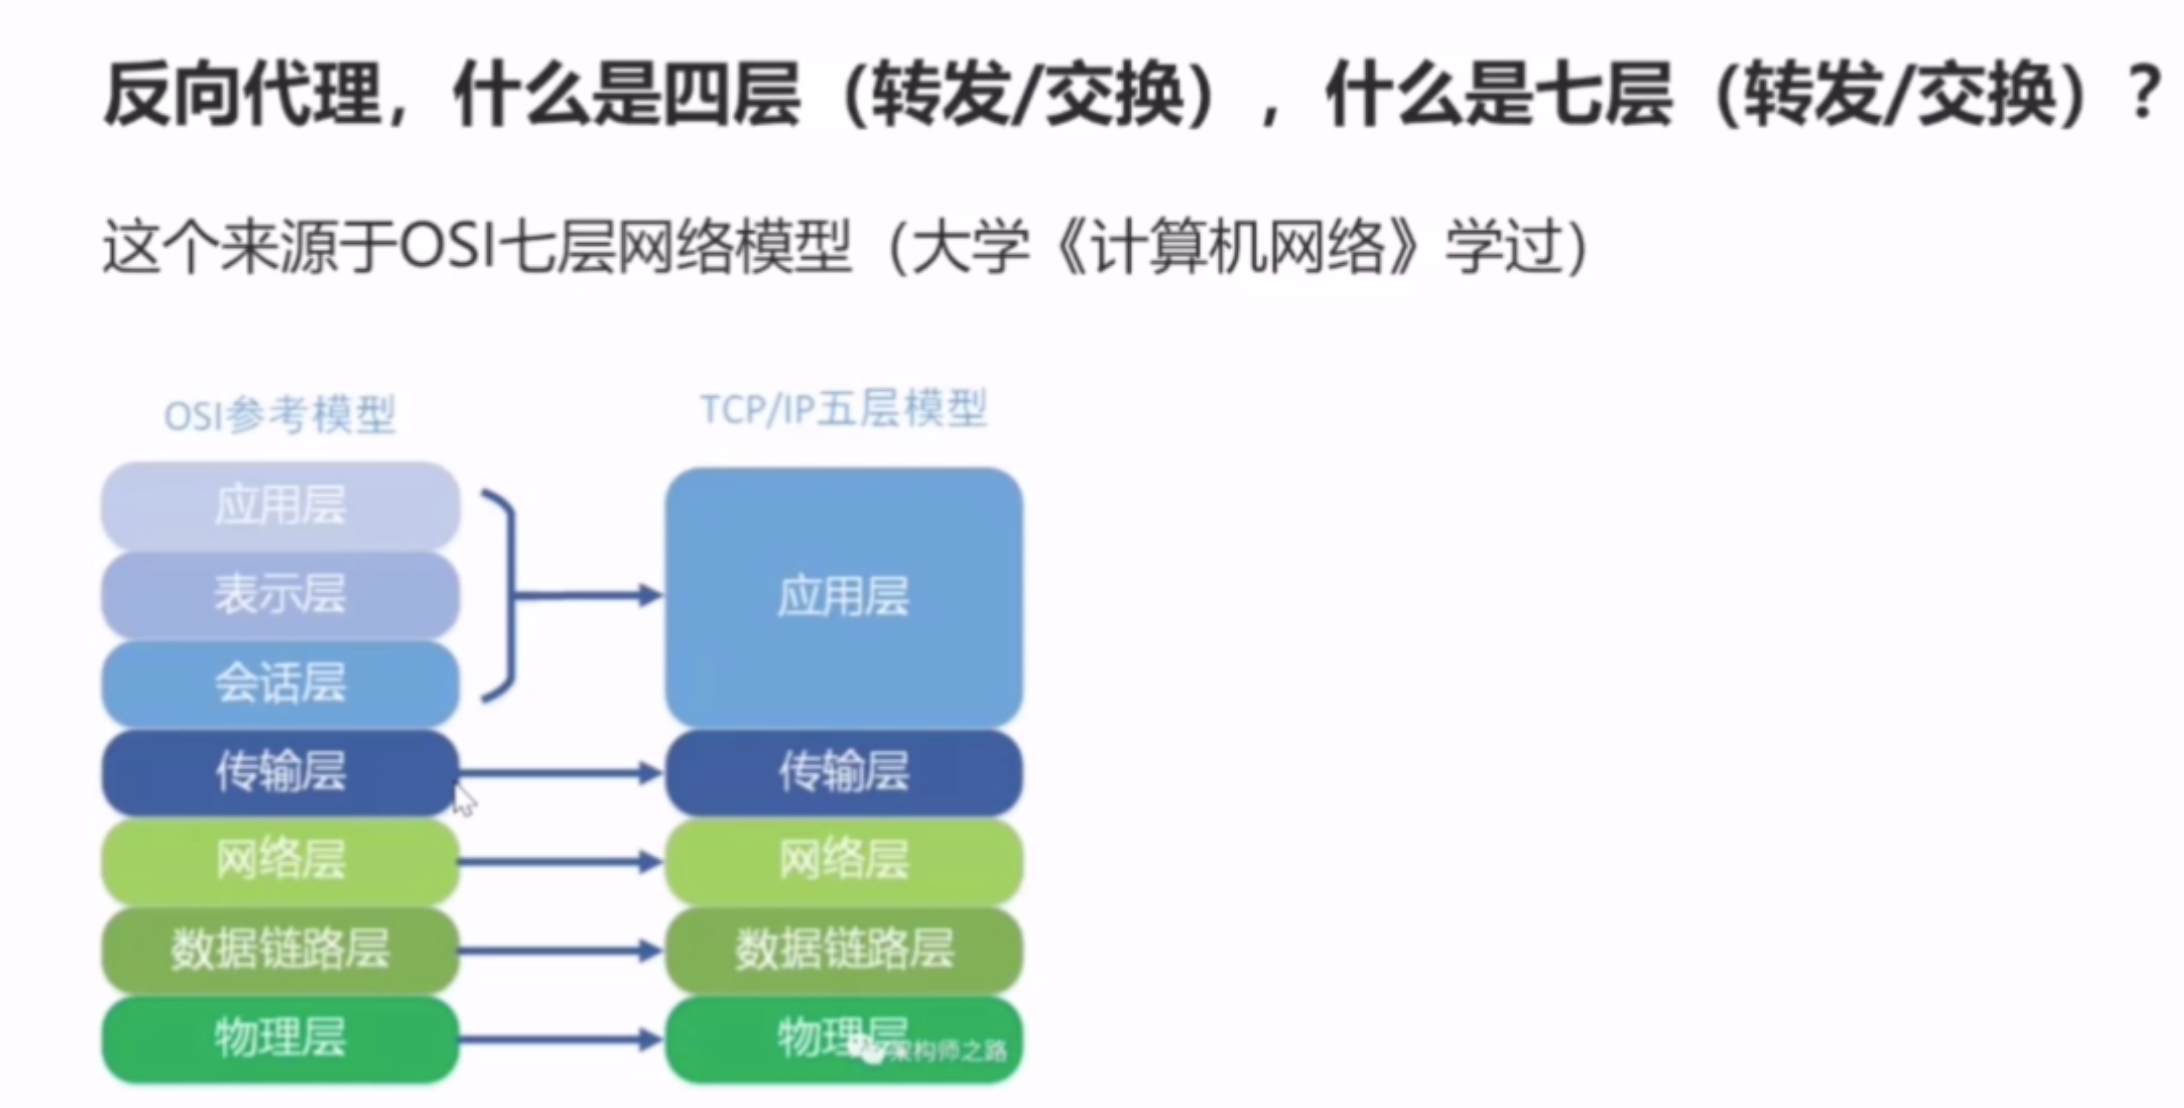 反向代理，什么是四层（转发/交换），什么是七层（转发/交换）？
这个来源于OSI七层网络模型（大学《计算机网络》学过）
OSI参考模型
应用层
表示层
会话层
传输层
网络层
数据链路层
物理层
TCP/IP五层模型
应用层
传输层
网络层
数据链路层
物理层
架构师之路